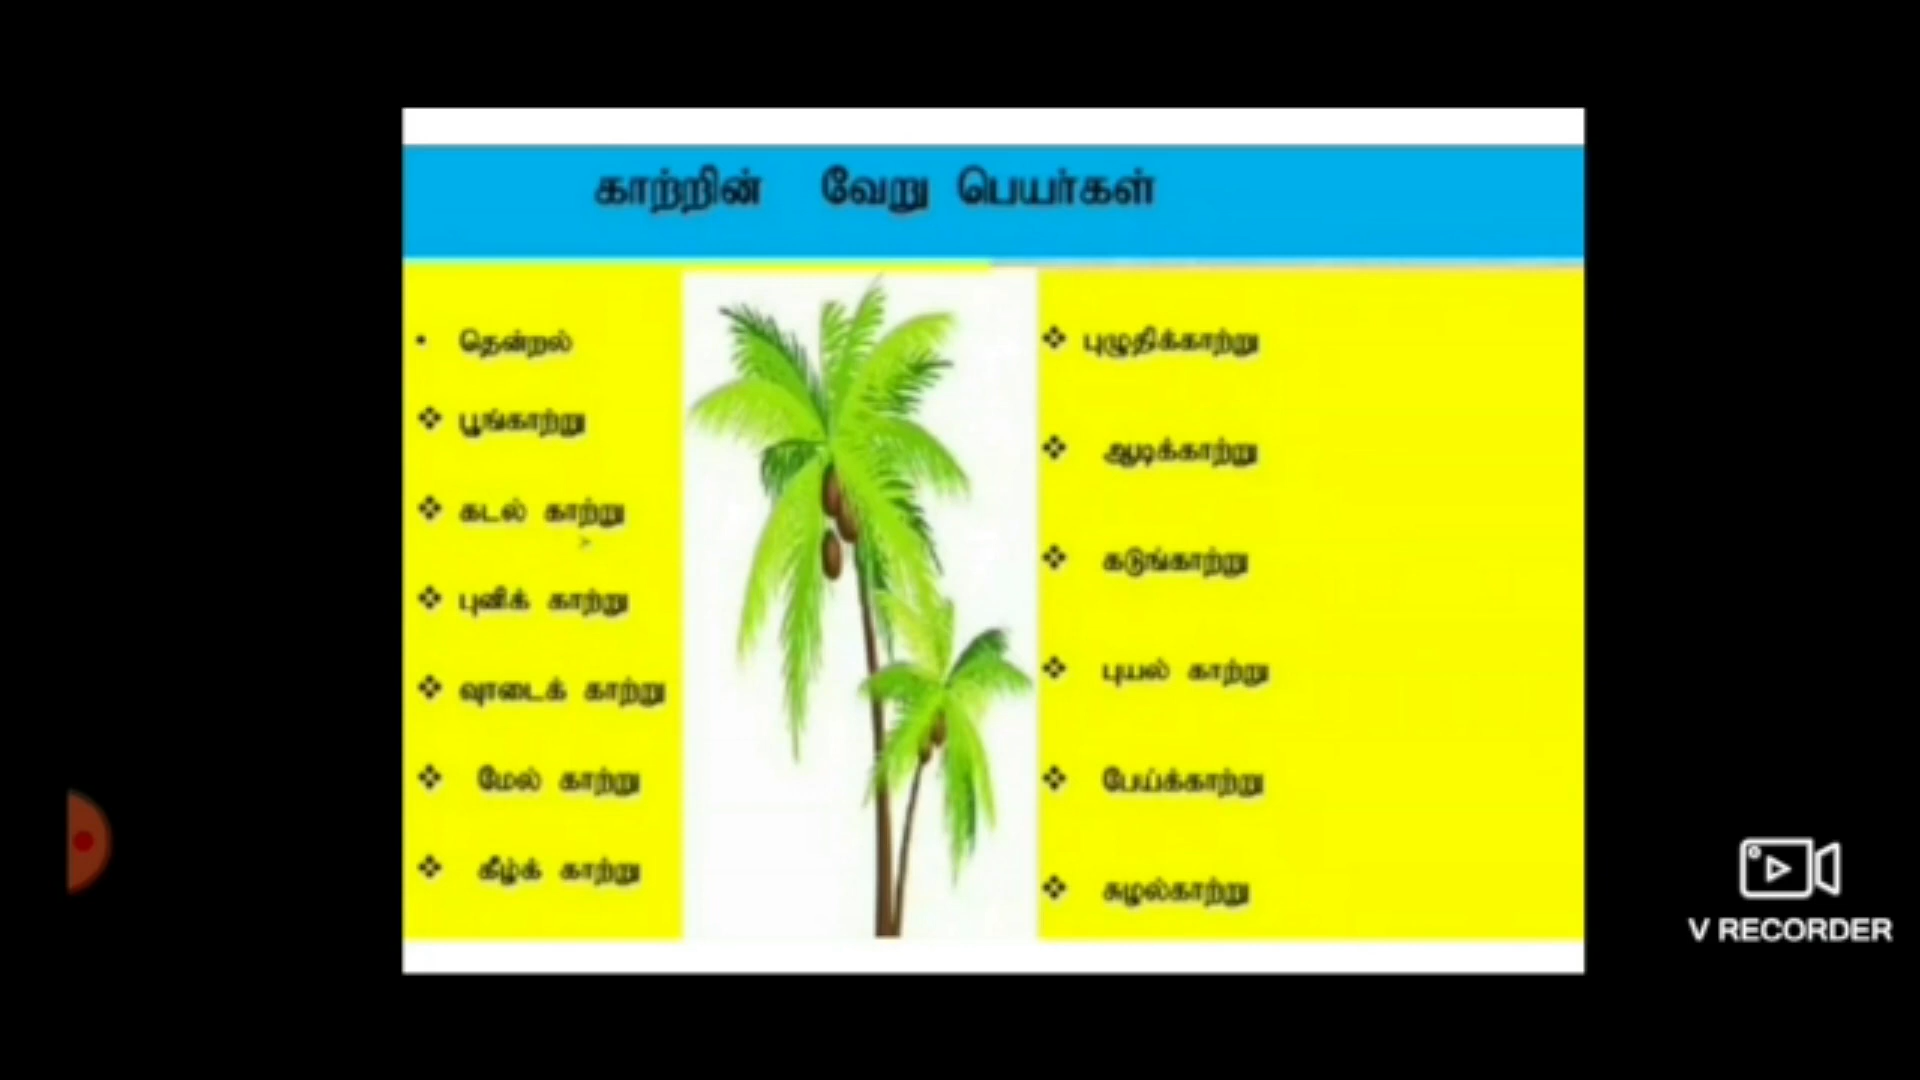 காற்றின் வேறு பெயர்கள்
• தென்றல்
❖ பூங்காற்று
❖ கடல் காற்று
❖ புனிக் காற்று
❖ வுாடைக் காற்று
❖ மேல் காற்று
❖ கீழ்க் காற்று
❖ புழுதிக்காற்று
❖ ஆடிக்காற்று
❖ கடுங்காற்று
❖ புயல் காற்று
❖ பேய்க்காற்று
❖ சுழல்காற்று
V RECORDER